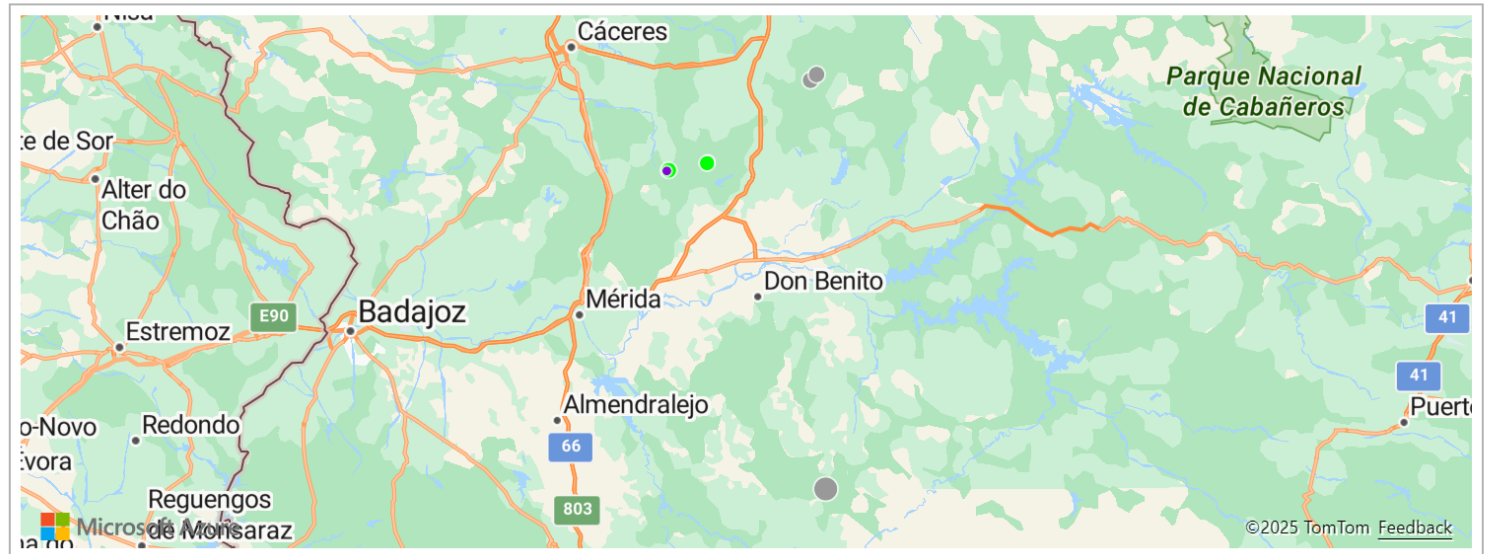 Nisa
Cáceres
Parque Nacional
de Cabañeros
te de Sor
Alter do
Chão
Don Benito
Mérida
E90
Badajoz
41
Estremoz
41
Almendralejo
Puerto
o-Novo
Redondo
Évora
66
Reguengos
de Monsaraz
803
Microsoft Azure
©2025 TomTom Feedback